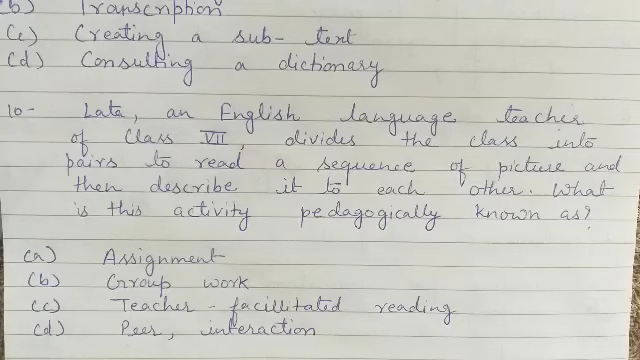 (b) Transcription
(c) Creating a sub-text
(d) Consulting a dictionary
10- Lata, an English language teacher
of Class VII, divides the class into
pairs to read a sequence of picture and
then describe it to each other. What
is this activity pedagogically known as?
(a) Assignment
(b) Group work
(c) Teacher-facillitated reading
(d) Peer, interaction